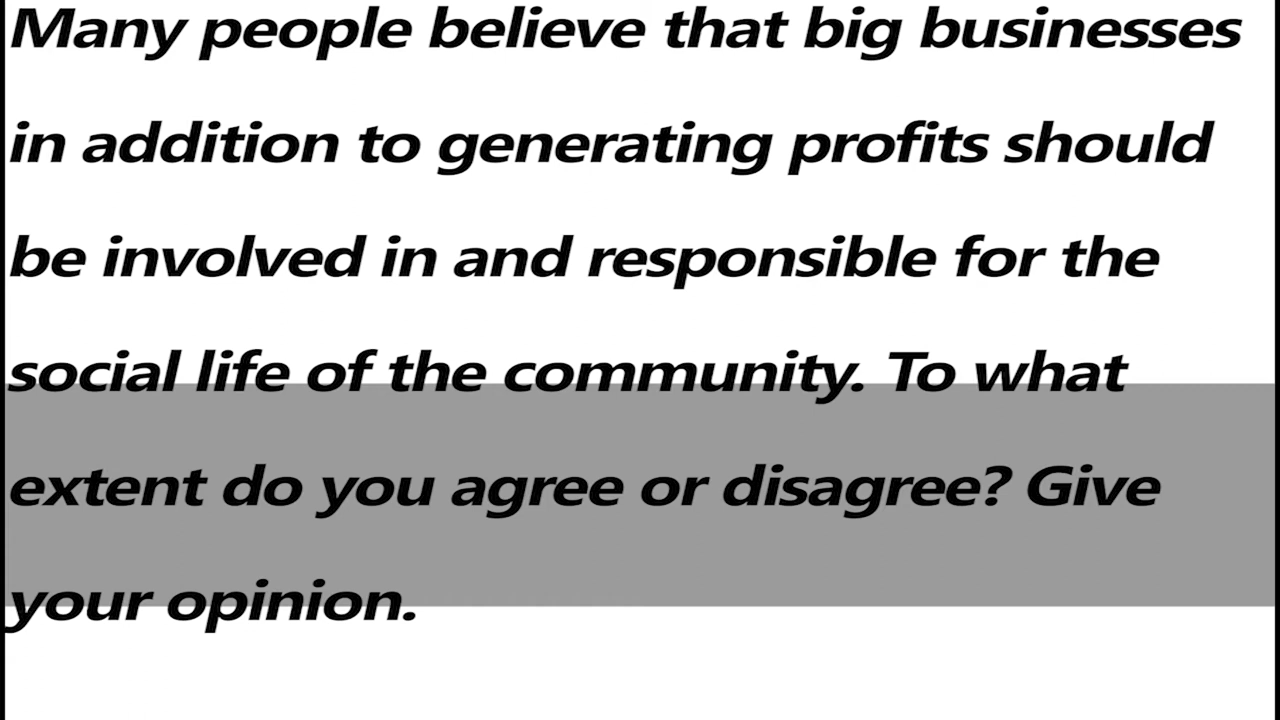 Many people believe that big businesses
in addition to generating profits should
be involved in and responsible for the
social life of the community. To what
extent do you agree or disagree? Give
your opinion.